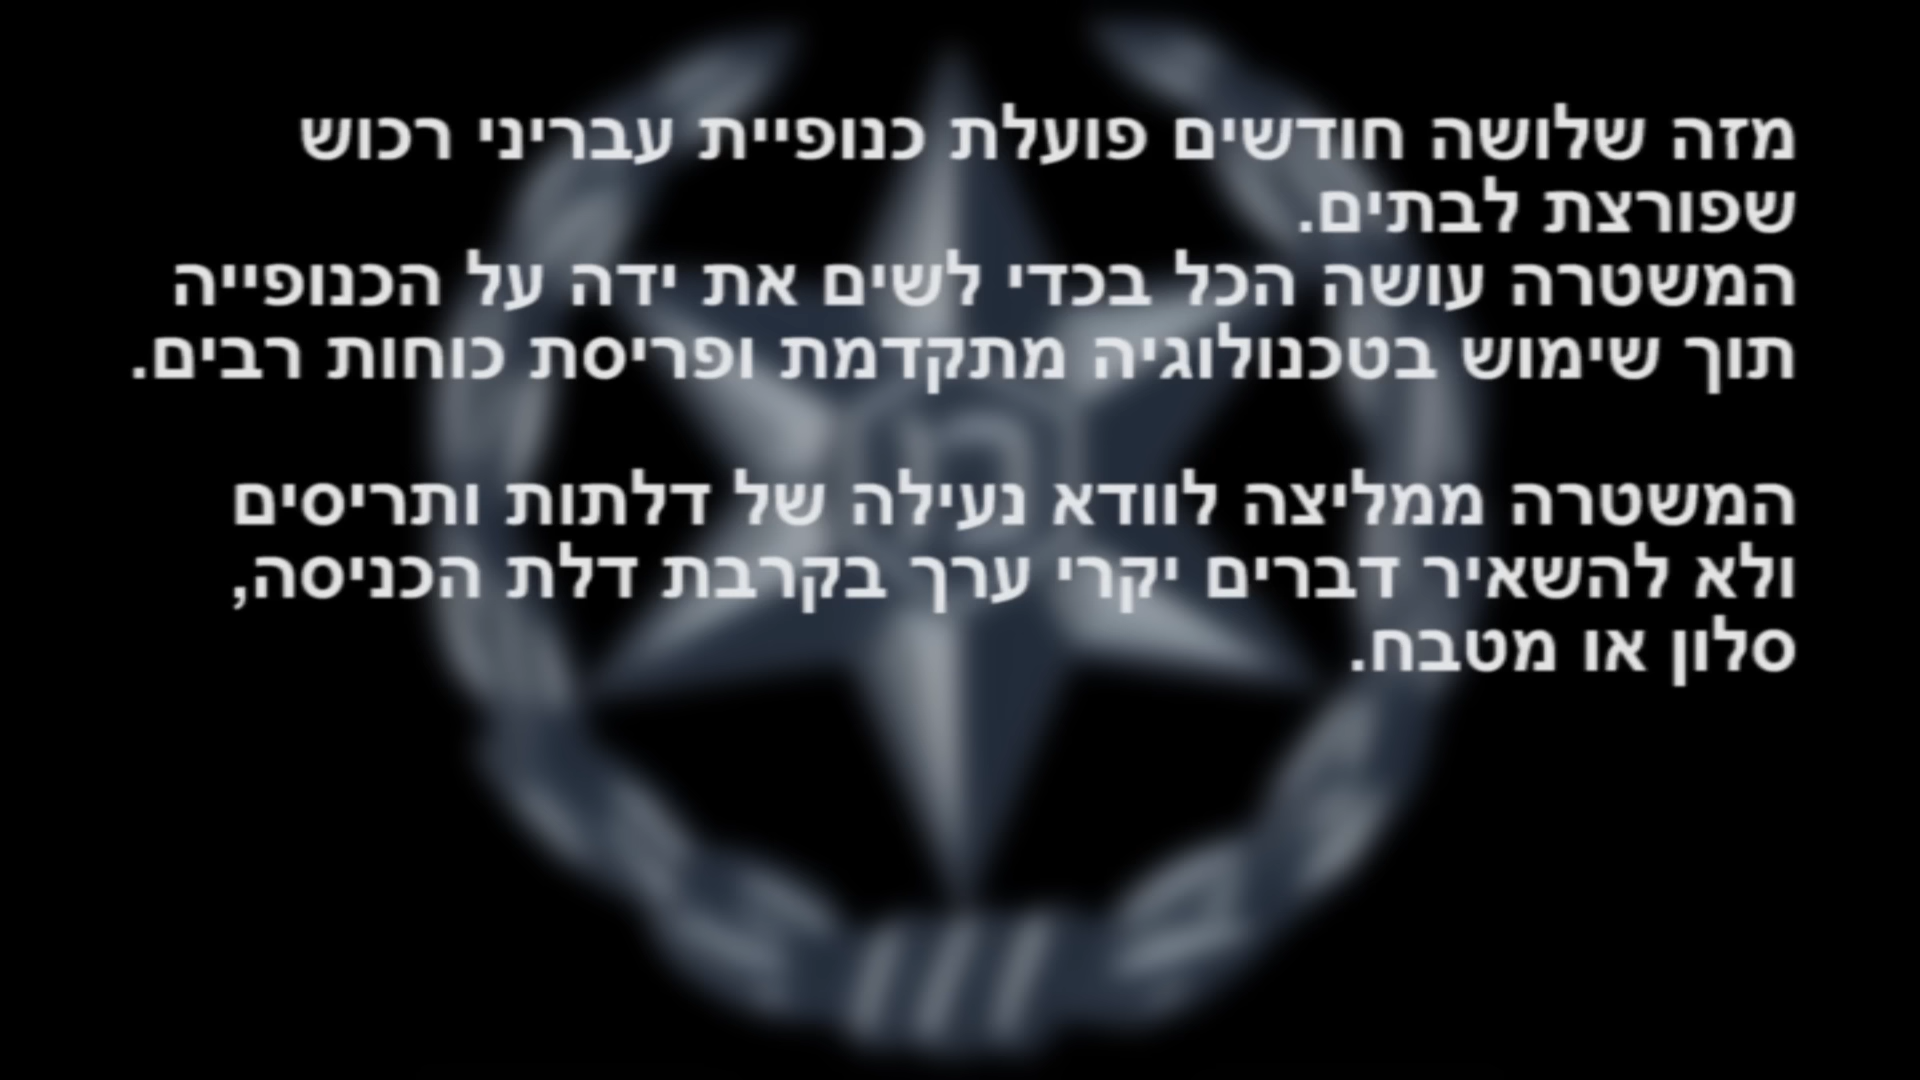 מזה שלושה חודשים פועלת כנופיית עבריני רכוש
שפורצת לבתים.
המשטרה עושה הכל בכדי לשים את ידה על הכנופייה
תוך שימוש בטכנולוגיה מתקדמת ופריסת כוחות רבים.
המשטרה ממליצה לוודא נעילה של דלתות ותריסים
ולא להשאיר דברים יקרי ערך בקרבת דלת הכניסה,
סלון או מטבח.